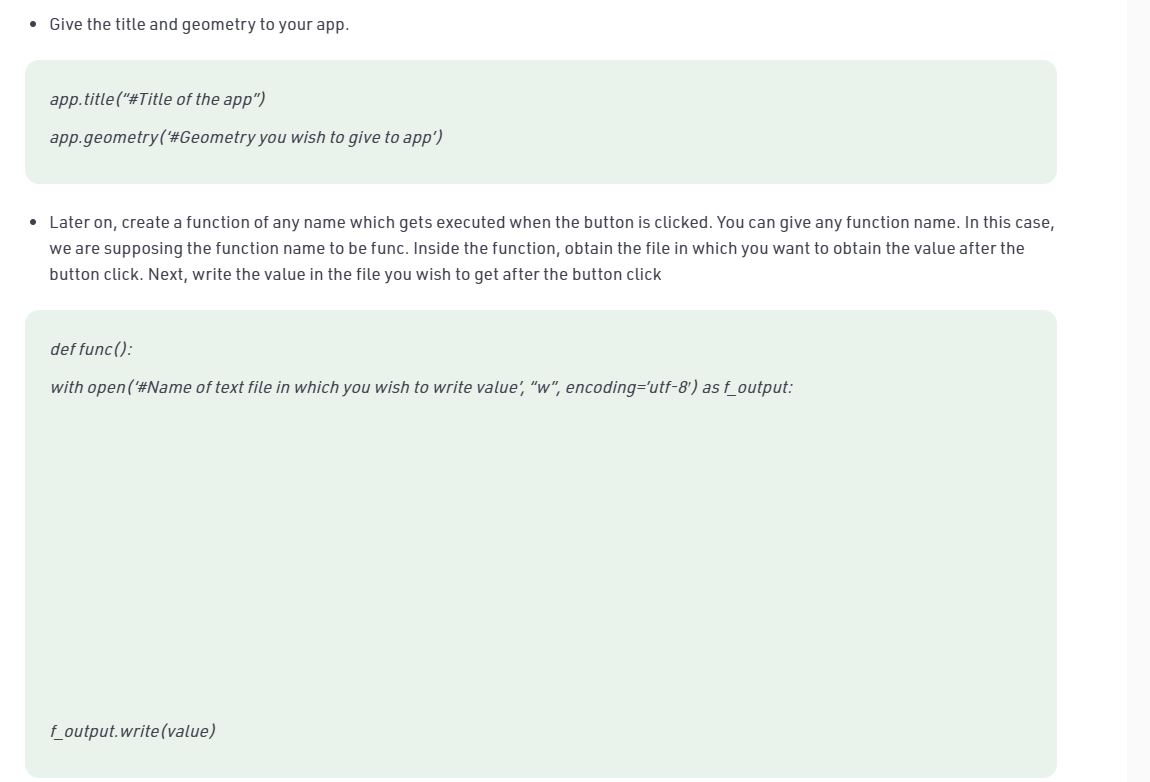 Give the title and geometry to your app.
app.title(“#Title of the app”)
app.geometry(‘#Geometry you wish to give to app’)
Later on, create a function of any name which gets executed when the button is clicked. You can give any function name. In this case,
we are supposing the function name to be func. Inside the function, obtain the file in which you want to obtain the value after the
button click. Next, write the value in the file you wish to get after the button click
def func():
with open(‘#Name of text file in which you wish to write value’, “w”, encoding=’utf-8′) as f_output:
f_output.write(value)